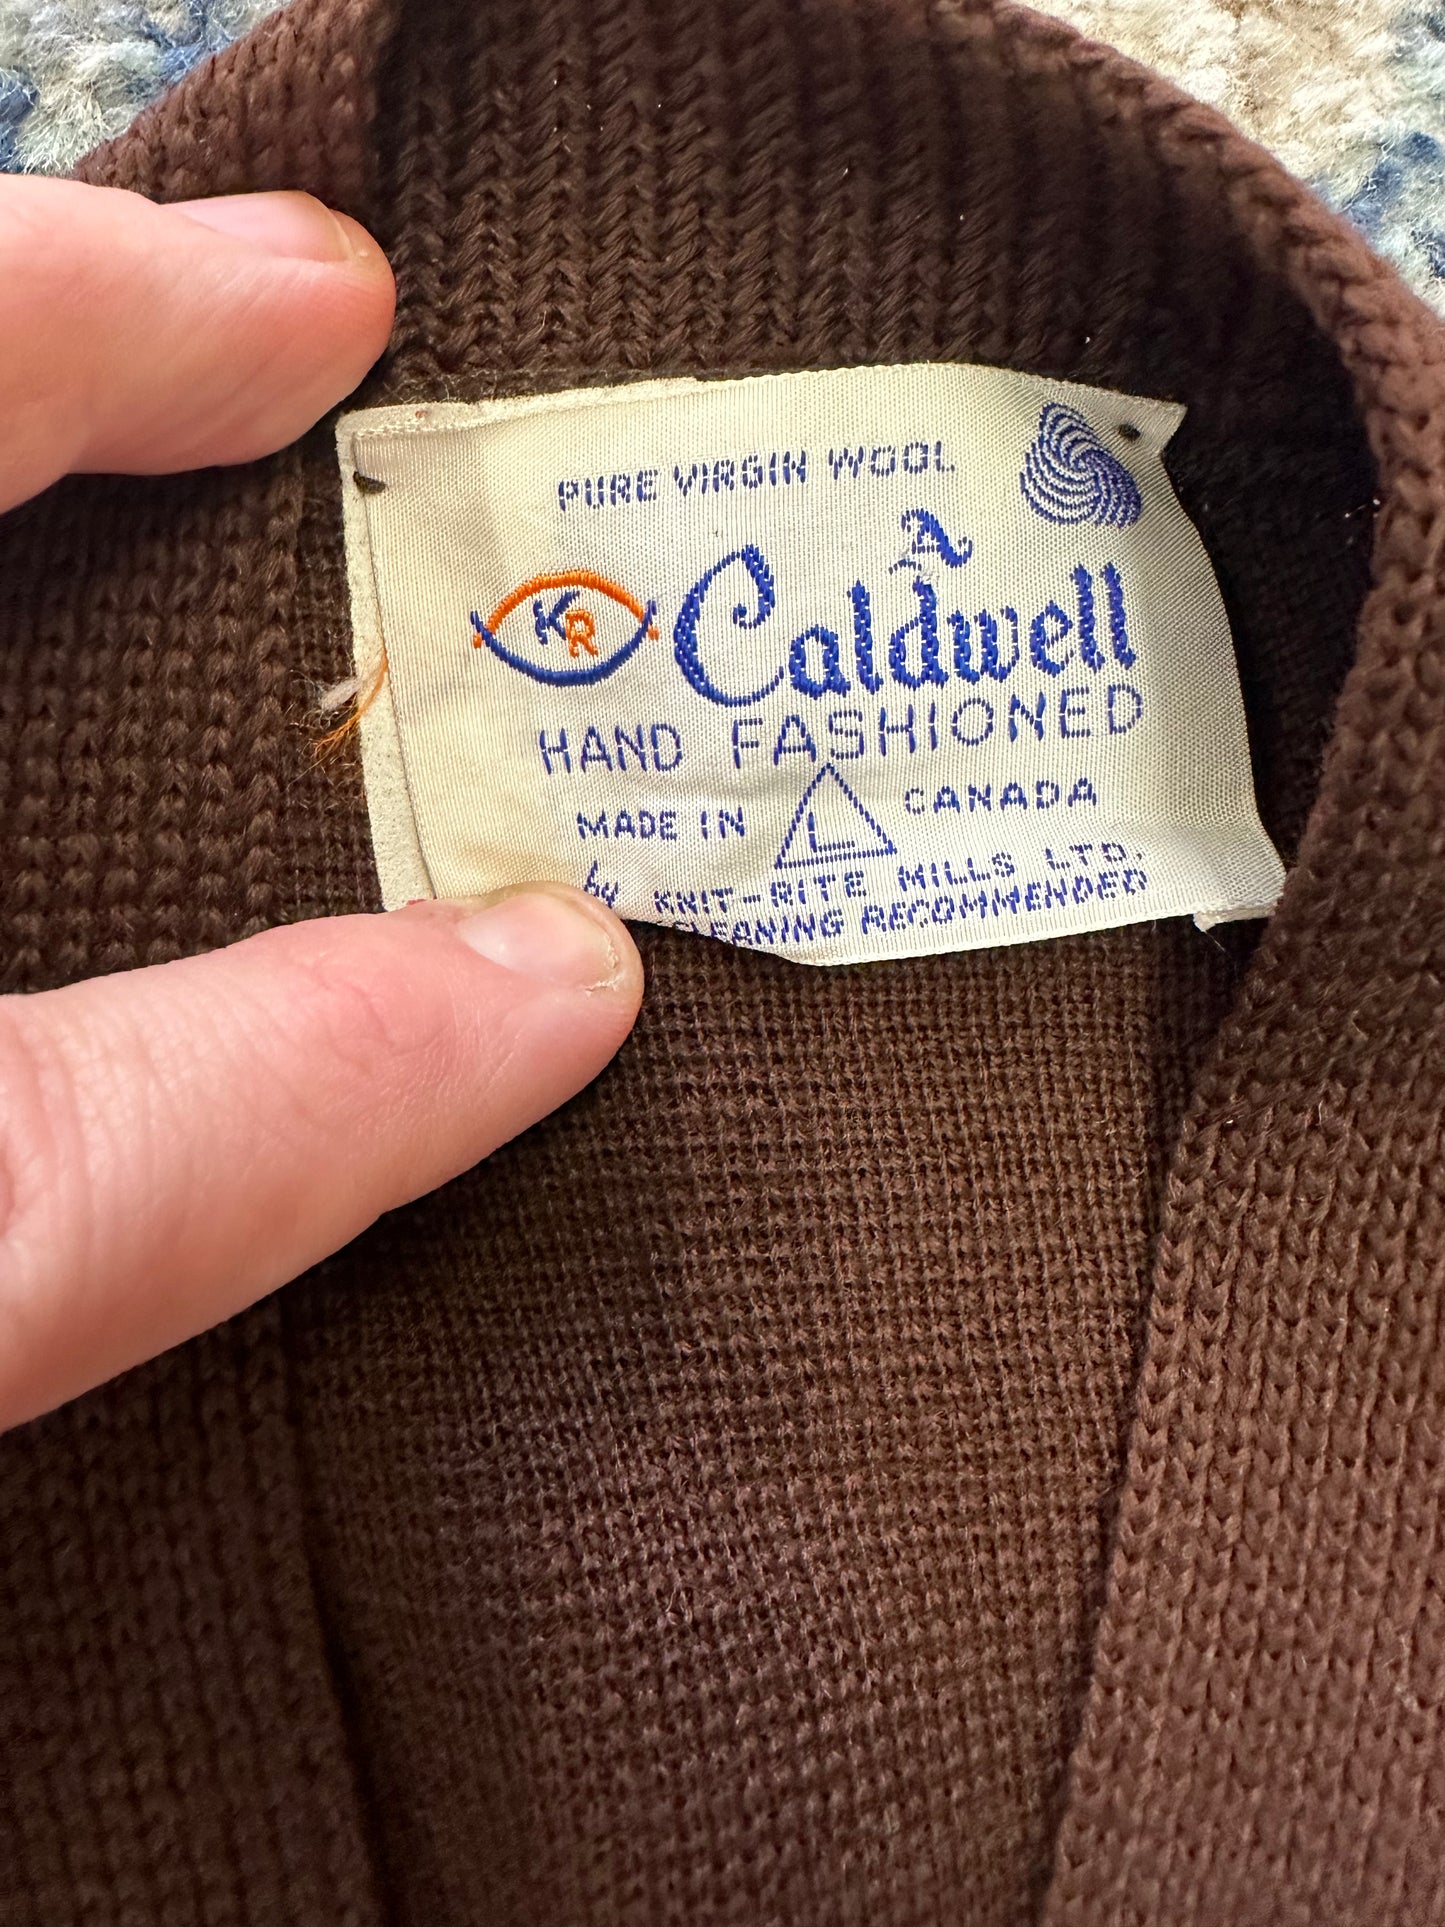 PURE VIRGIN WOOL
A
KR
Caldwell
HAND FASHIONED
MADE IN L CANADA
by KNIT-RITE MILLS LTD.
CLEANING RECOMMENDED